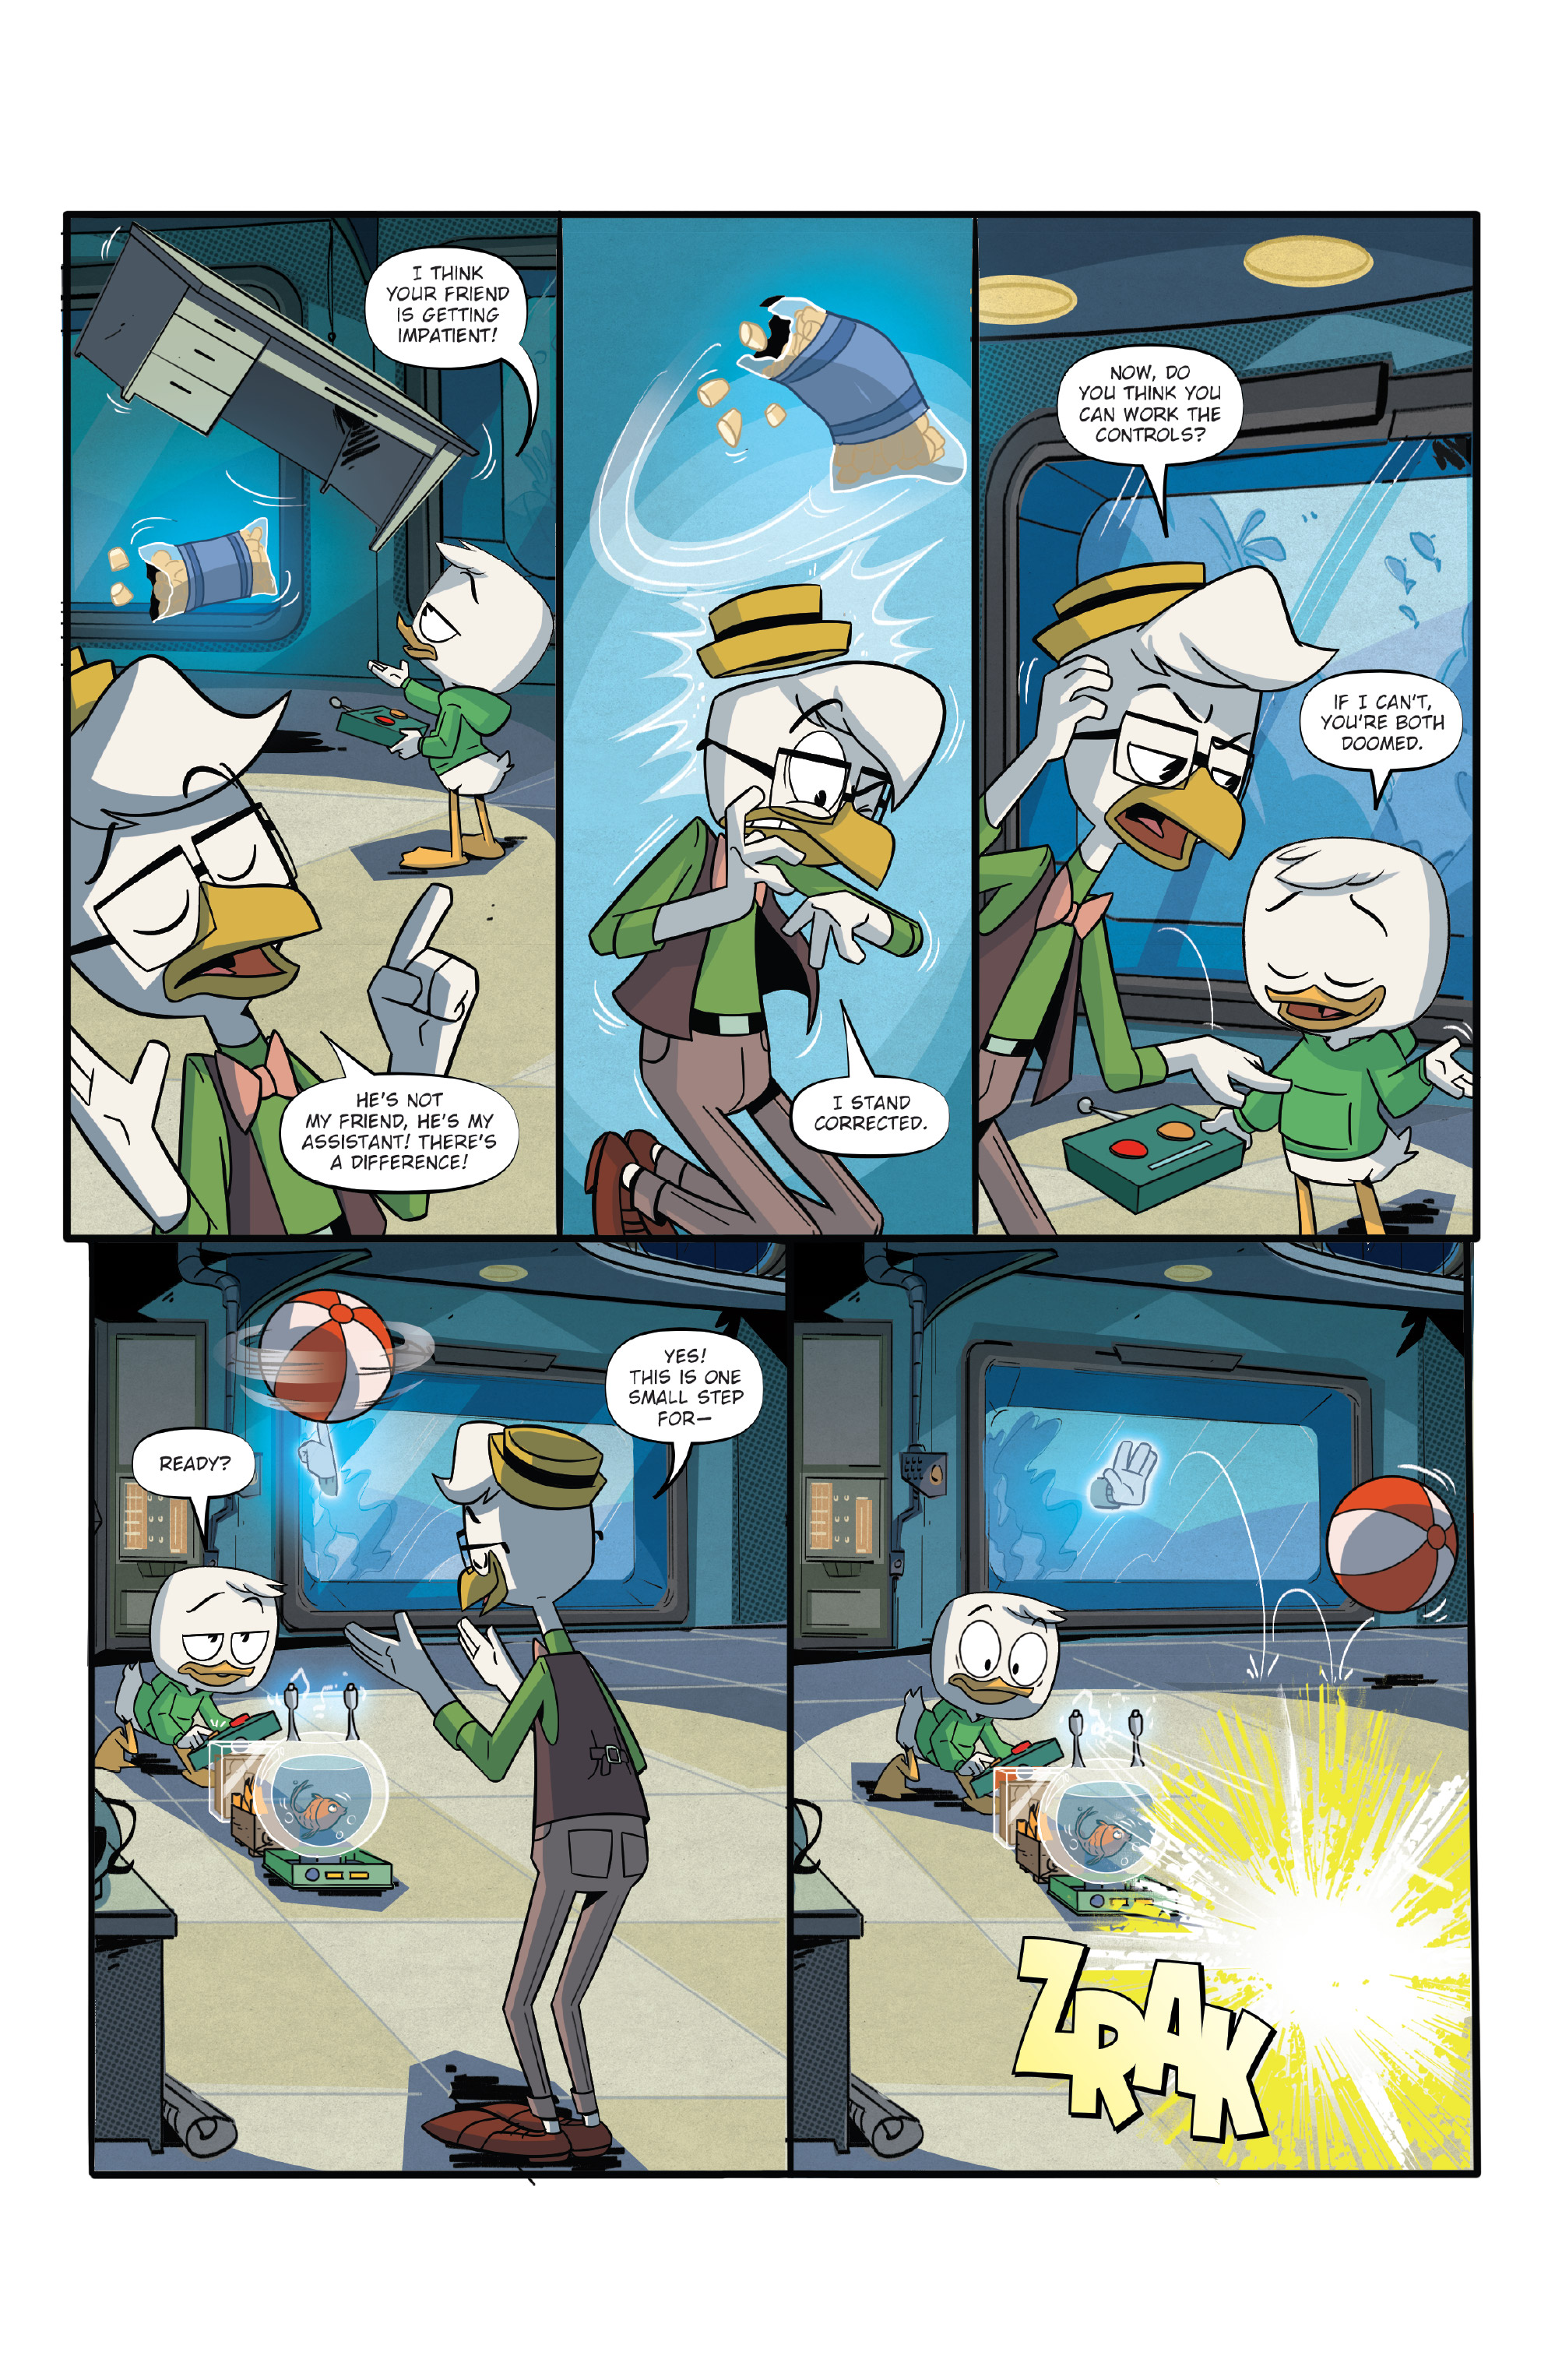 I THINK
YOUR FRIEND
IS GETTING
IMPATIENT!
HE'S NOT
MY FRIEND, HE'S MY
ASSISTANT! THERE'S
A DIFFERENCE!
I STAND
CORRECTED.
NOW, DO
YOU THINK YOU
CAN WORK THE
CONTROLS?
IF I CAN'T,
YOU'RE BOTH
DOOMED.
READY?
YES!
THIS IS ONE
SMALL STEP
FOR—
ZRAK